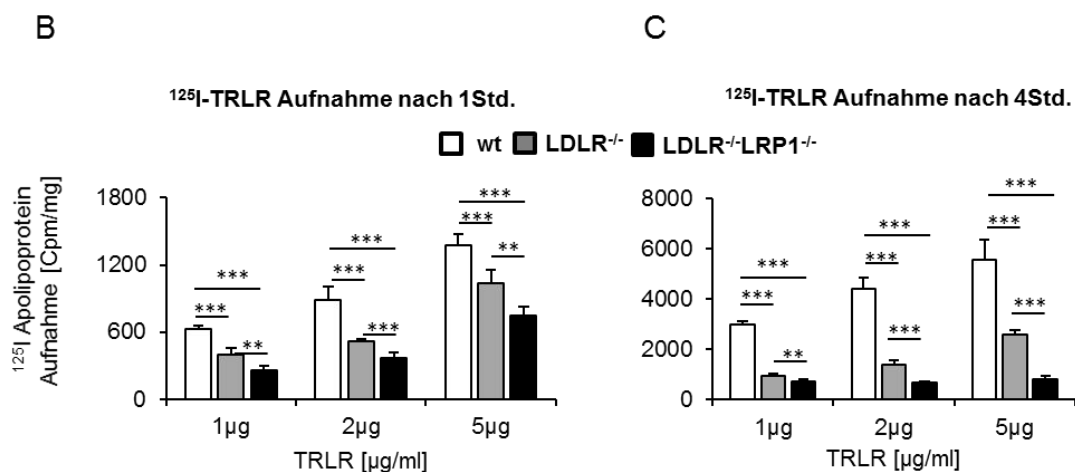 B
C
¹²⁵I-TRLR Aufnahme nach 1Std.
¹²⁵I-TRLR Aufnahme nach 4Std.
wt LDLR⁻/⁻ LDLR⁻/⁻LRP1⁻/⁻
¹²⁵I Apolipoprotein
Aufnahme [Cpm/mg]
1800
1200
600
0
*** *** **
*** *** ***
*** *** **
1µg 2µg 5µg
TRLR [µg/ml]
8000
6000
4000
2000
0
*** *** **
*** *** ***
*** *** ***
1µg 2µg 5µg
TRLR [µg/ml]